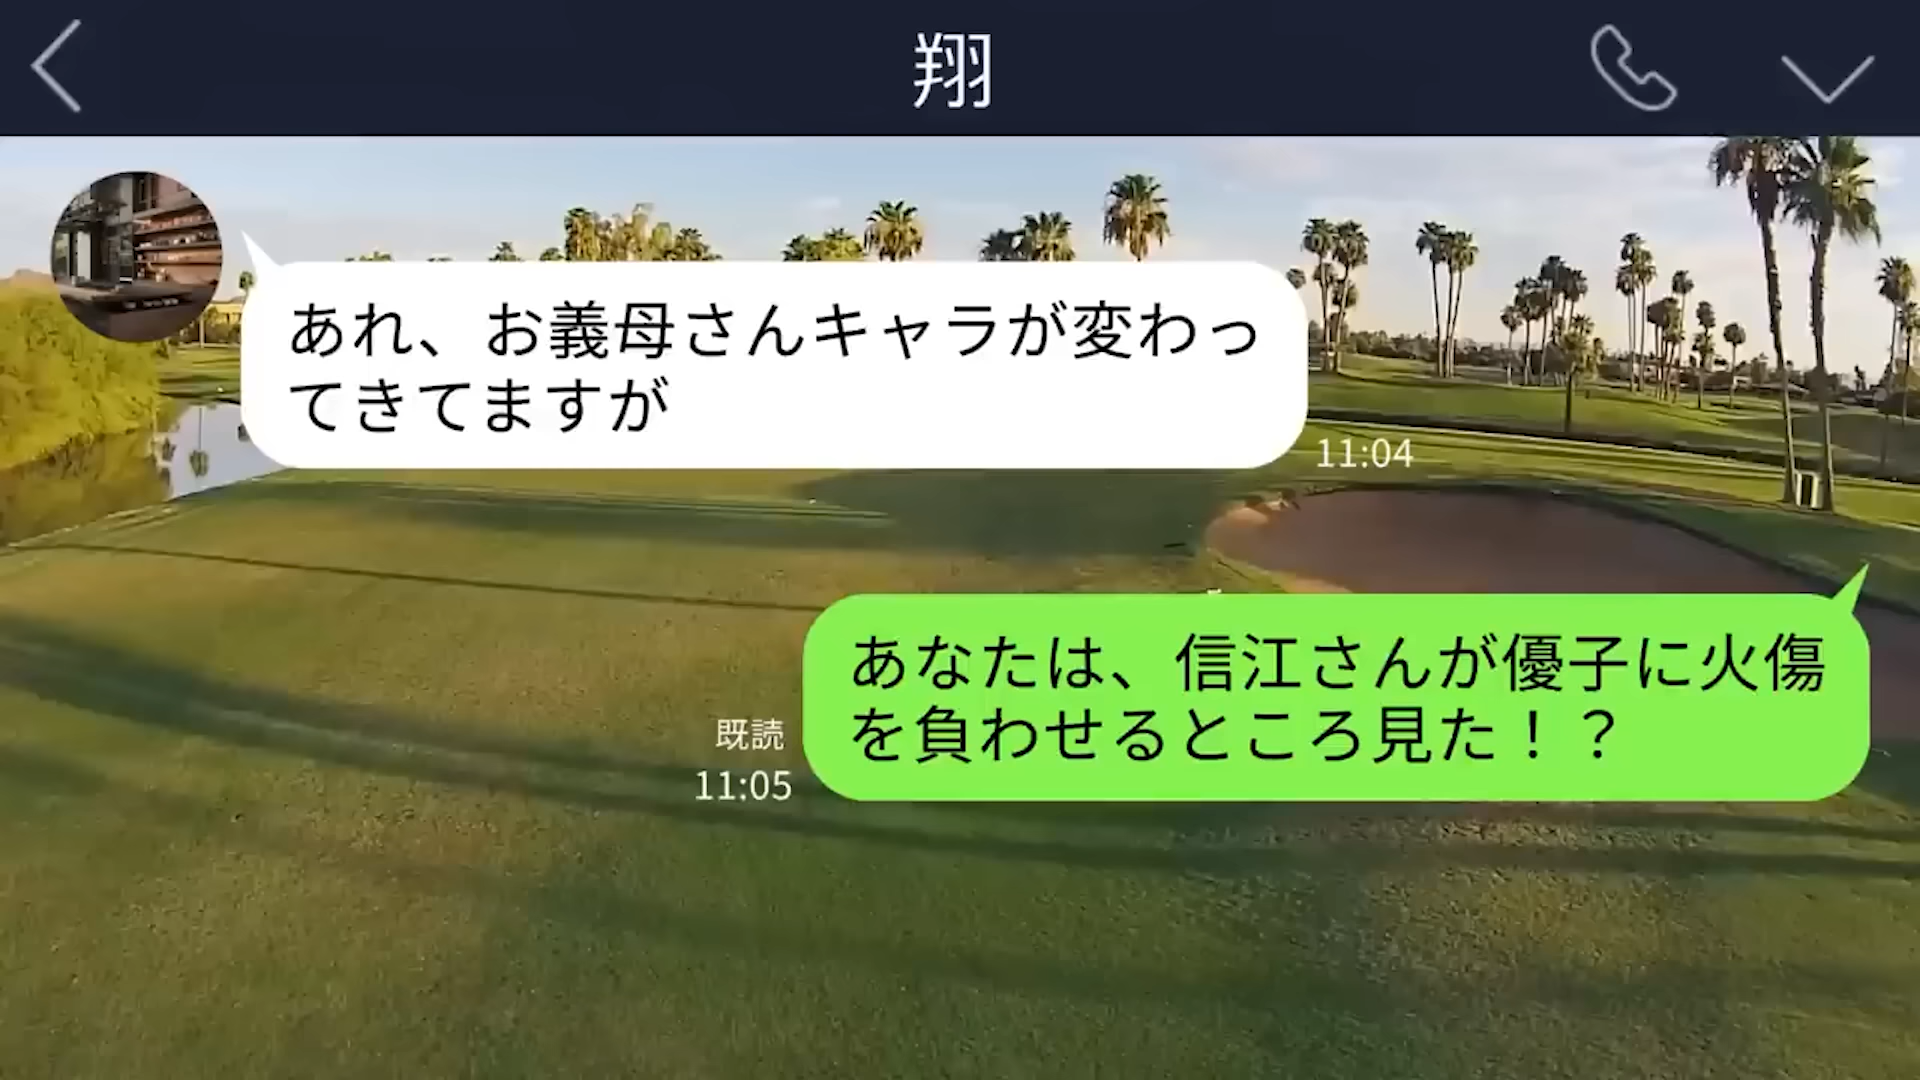 翔
あれ、お義母さんキャラが変わっ
てきてますが
11:04
あなたは、信江さんが優子に火傷
を負わせるところ見た！？
既読
11:05